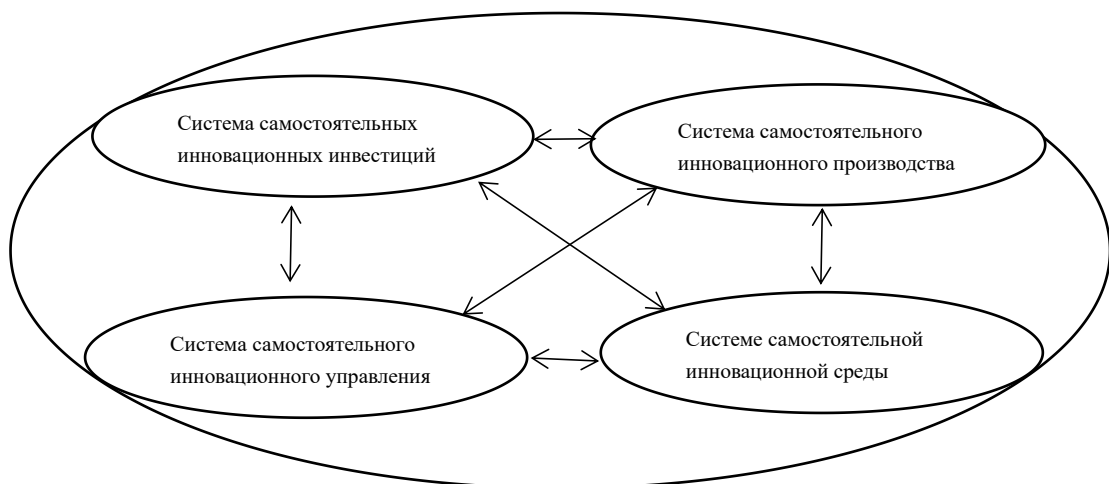 Система самостоятельных
инновационных инвестиций
Система самостоятельного
инновационного производства
Система самостоятельного
инновационного управления
Системе самостоятельной
инновационной среды